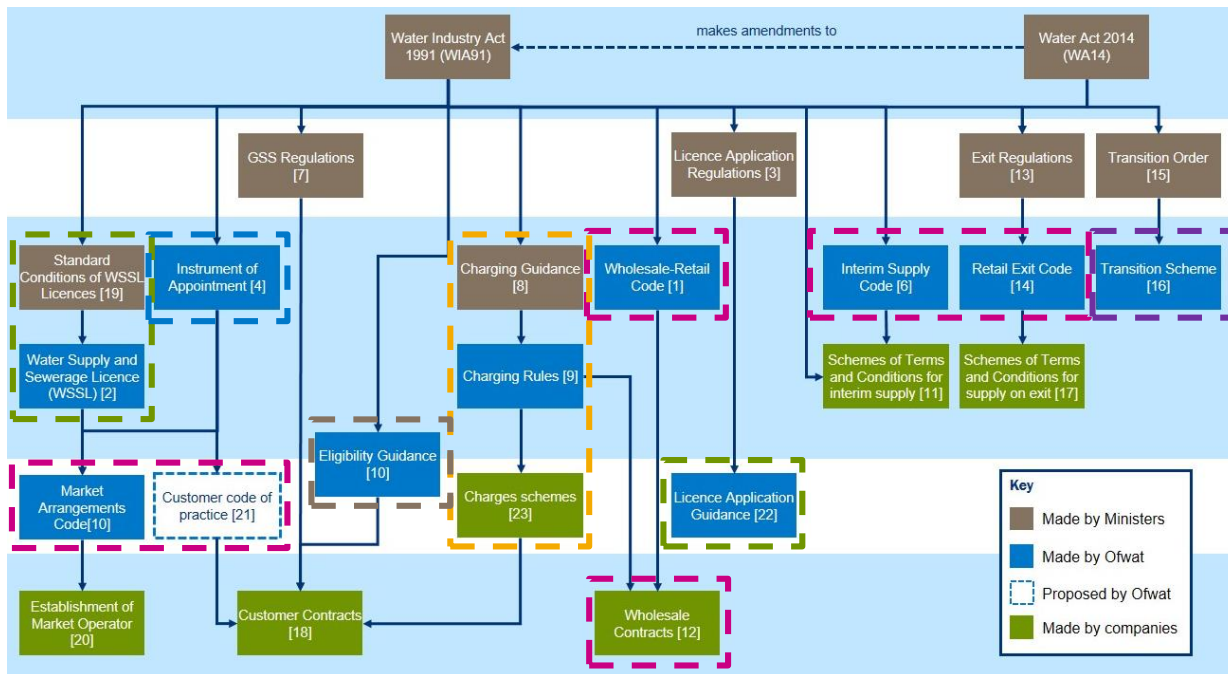 Water Industry Act
1991 (WIA91)
makes amendments to
Water Act 2014
(WA14)
GSS Regulations
[7]
Licence Application
Regulations [3]
Exit Regulations
[13]
Transition Order
[15]
Standard
Conditions of WSSL
Licences [19]
Instrument of
Appointment [4]
Charging Guidance
[8]
Wholesale-Retail
Code [1]
Interim Supply
Code [6]
Retail Exit Code
[14]
Transition Scheme
[16]
Water Supply and
Sewerage Licence
(WSSL) [2]
Charging Rules [9]
Schemes of Terms
and Conditions for
interim supply [11]
Schemes of Terms
and Conditions for
supply on exit [17]
Eligibility Guidance
[10]
Market
Arrangements
Code[10]
Customer code of
practice [21]
Charges schemes
[23]
Licence Application
Guidance [22]
Establishment of
Market Operator
[20]
Customer Contracts
[18]
Wholesale
Contracts [12]
Key
Made by Ministers
Made by Ofwat
Proposed by Ofwat
Made by companies